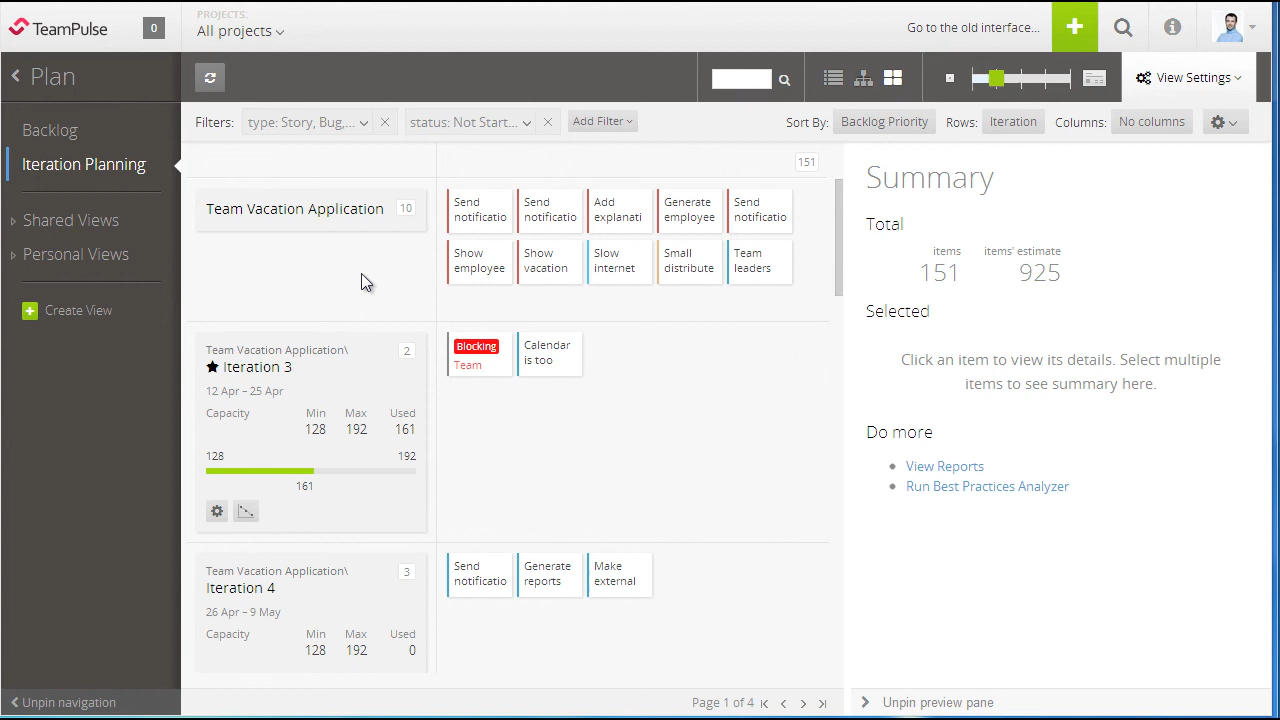 TeamPulse
0
PROJECTS:
All projects
Go to the old interface...
Plan
View Settings
Backlog
Iteration Planning
Shared Views
Personal Views
Create View
Unpin navigation
Filters:
type: Story, Bug,...
status: Not Start...
Add Filter
Sort By:
Backlog Priority
Rows:
Iteration
Columns:
No columns
151
Team Vacation Application
10
Send
notificatio
Send
notificatio
Add
explanati
Generate
employee
Send
notificatio
Show
employee
Show
vacation
Slow
internet
Small
distribute
Team
leaders
Team Vacation Application\
2
Iteration 3
12 Apr – 25 Apr
Capacity
Min
Max
Used
128
192
161
128
192
161
Blocking
Team
Calendar
is too
Team Vacation Application\
3
Iteration 4
26 Apr – 9 May
Capacity
Min
Max
Used
128
192
0
Send
notificatio
Generate
reports
Make
external
Page 1 of 4
Summary
Total
items
items' estimate
151
925
Selected
Click an item to view its details. Select multiple
items to see summary here.
Do more
View Reports
Run Best Practices Analyzer
Unpin preview pane